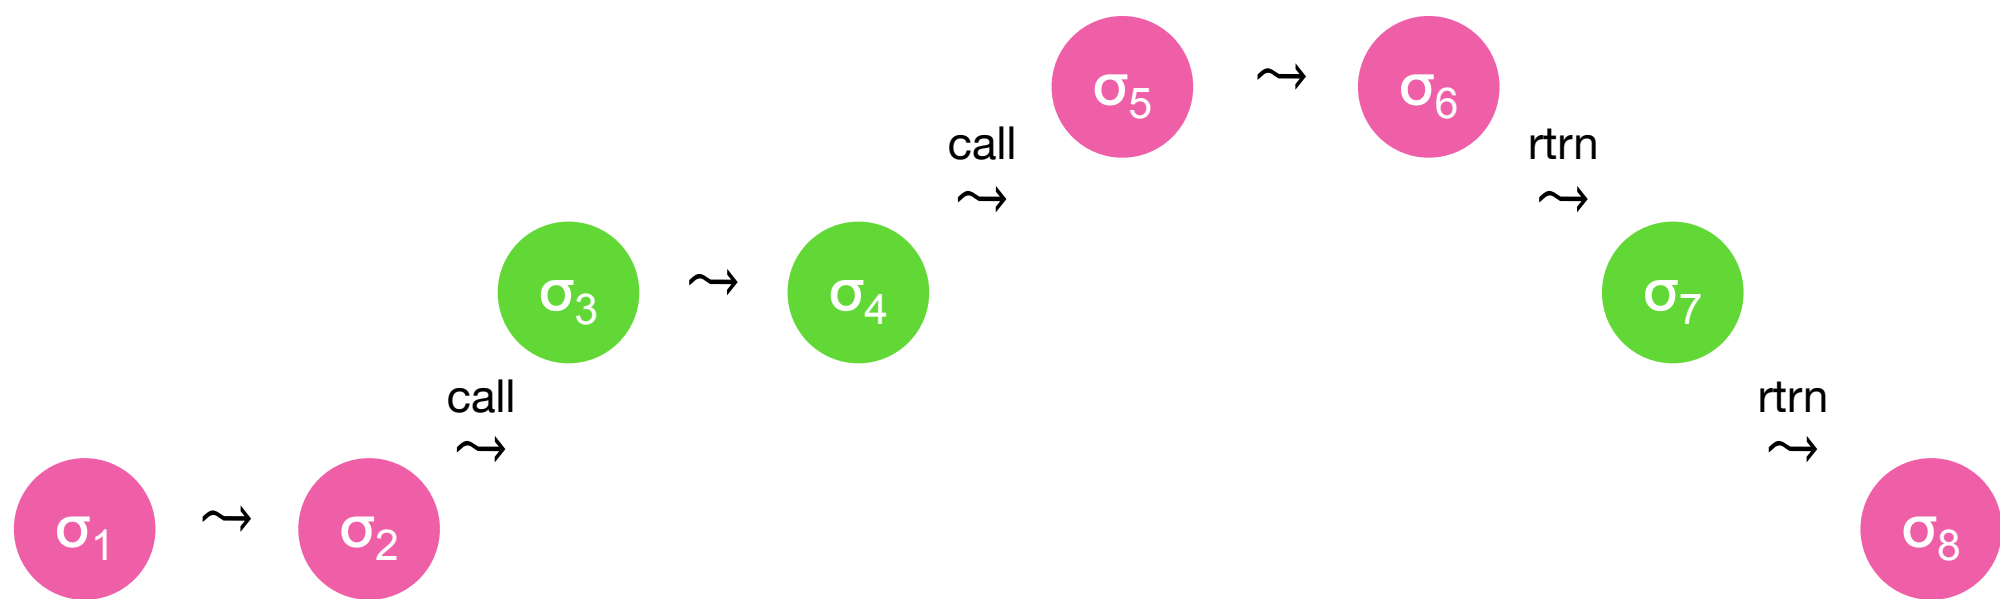 σ₅ ⤳ σ₆
call ⤳
rtrn ⤳
σ₃ ⤳ σ₄
σ₇
call ⤳
rtrn ⤳
σ₁ ⤳ σ₂
σ₈